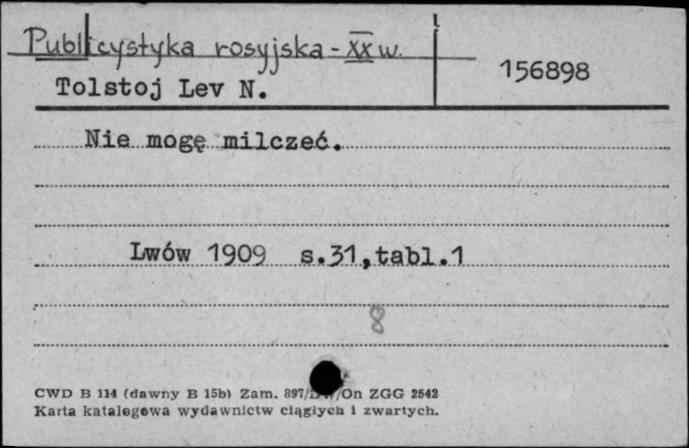 Publicystyka rosyjska - XX w.
156898
Tolstoj Lev N.
Nie mogę milczeć.
Lwów 1909 s.31,tabl.1
8
CWD B 114 (dawny B 15b) Zam. 897/ /On ZGG 2542
Karta katalogowa wydawnictw ciągłych i zwartych.